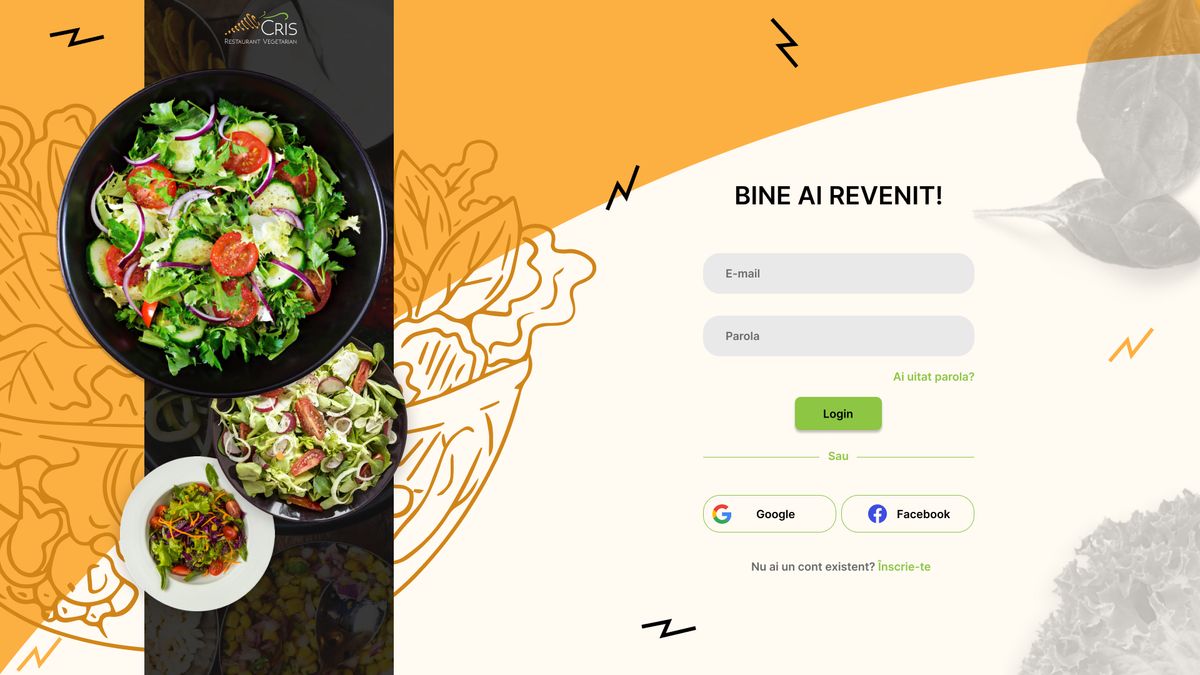 CRIS
RESTAURANT VEGETARIAN
BINE AI REVENIT!
E-mail
Parola
Ai uitat parola?
Login
Sau
Google
Facebook
Nu ai un cont existent? Înscrie-te